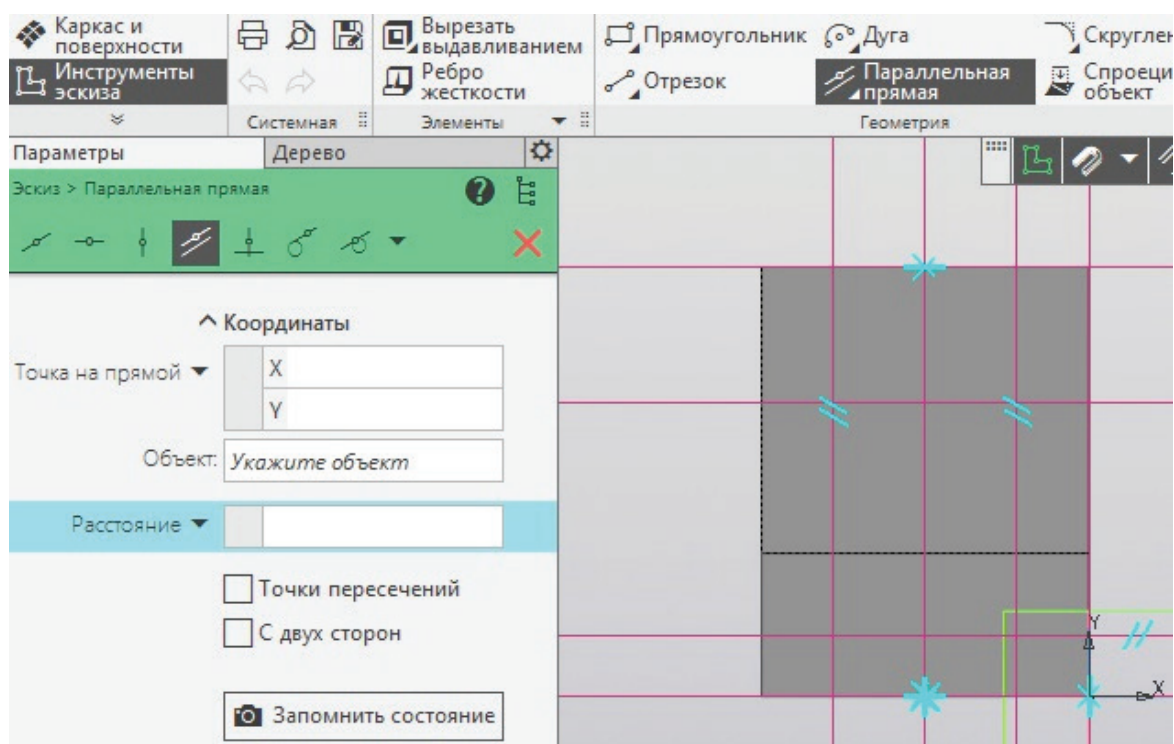 Каркас и
поверхности
Инструменты
эскиза
Системная
Вырезать
выдавливанием
Ребро
жесткости
Элементы
Прямоугольник
Дуга
Отрезок
Параллельная
прямая
Скруглен
Спроеци
объект
Геометрия
Параметры
Дерево
Эскиз > Параллельная прямая
Координаты
Точка на прямой
X
Y
Объект:
Укажите объект
Расстояние
Точки пересечений
С двух сторон
Запомнить состояние
Y
X